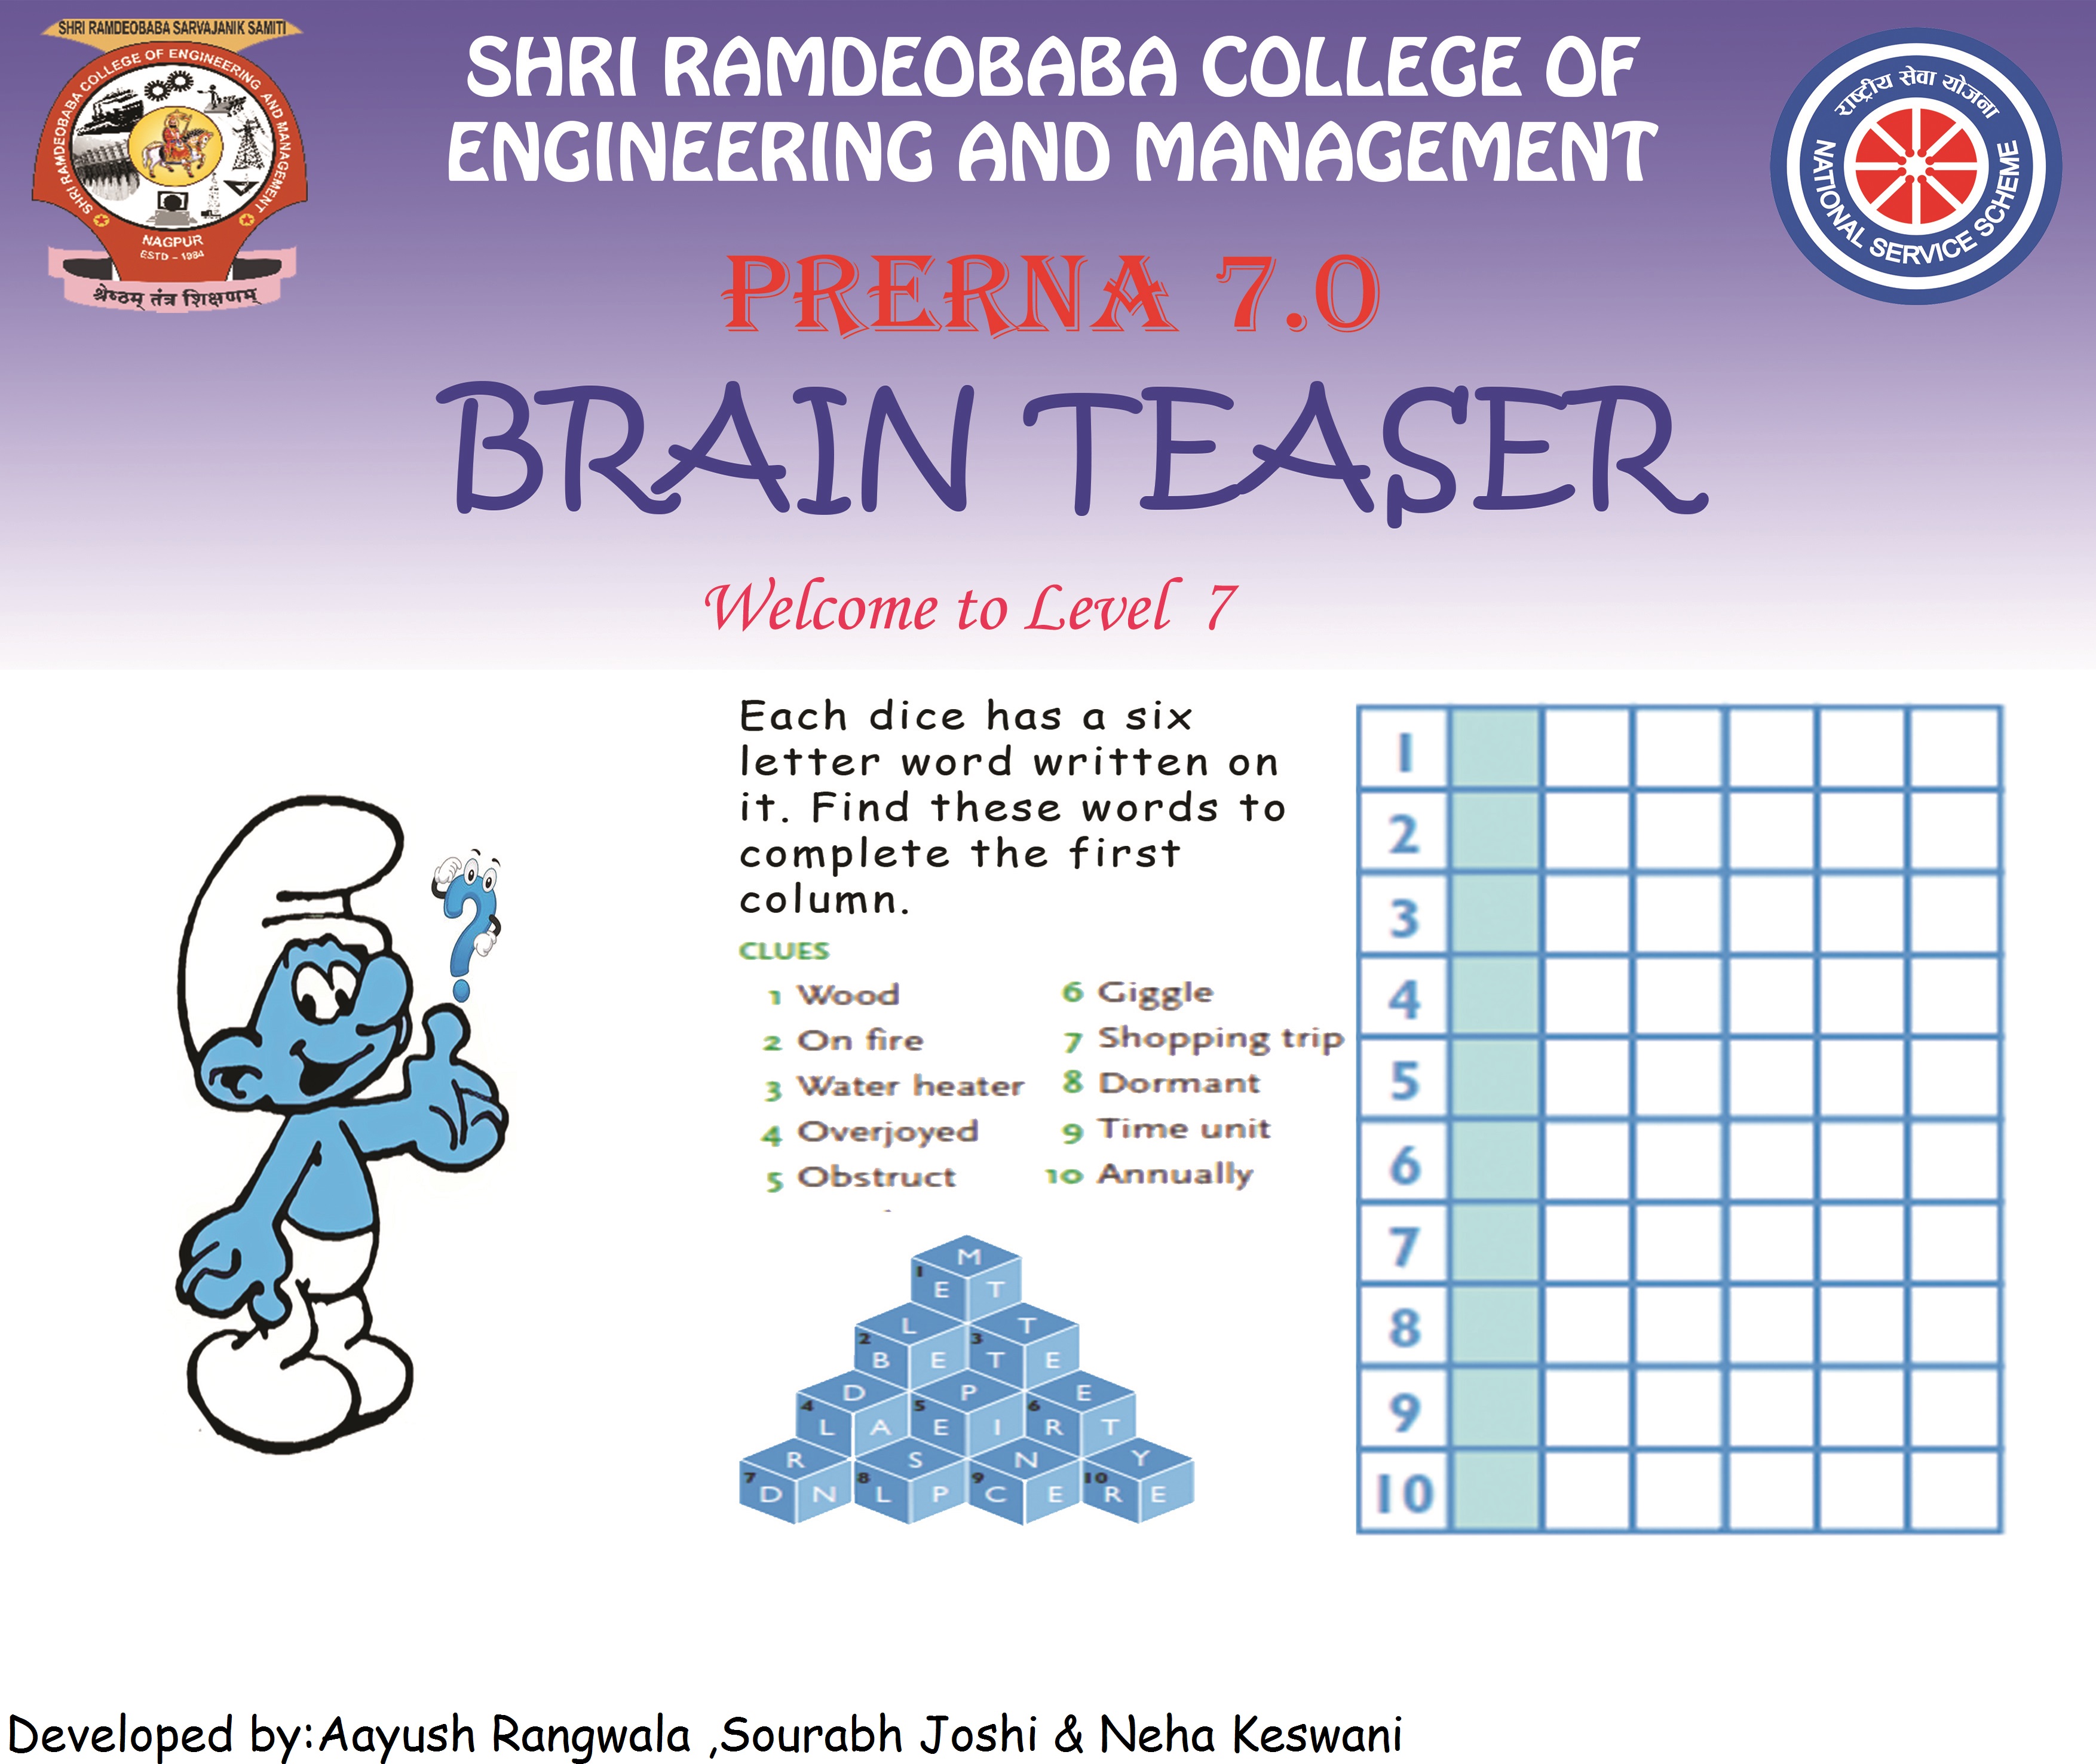 SHRI RAMDEOBABA SARVAJANIK SAMITI
SHRI RAMDEOBABA COLLEGE OF ENGINEERING AND MANAGEMENT
NAGPUR
ESTD - 1984
श्रेष्ठम् तंत्र शिक्षणम्
SHRI RAMDEOBABA COLLEGE OF
ENGINEERING AND MANAGEMENT
राष्ट्रीय सेवा योजना
NATIONAL SERVICE SCHEME
PRERNA 7.0
BRAIN TEASER
Welcome to Level 7
Each dice has a six
letter word written on
it. Find these words to
complete the first
column.
CLUES
1 Wood
2 On fire
3 Water heater
4 Overjoyed
5 Obstruct
6 Giggle
7 Shopping trip
8 Dormant
9 Time unit
10 Annually
M
1 E T
L T
2 B E 3 T E
D P E
4 L A 5 E I 6 R T
R S N Y
7 D N 8 L P 9 C E 10 R E
1
2
3
4
5
6
7
8
9
10
Developed by:Aayush Rangwala ,Sourabh Joshi & Neha Keswani